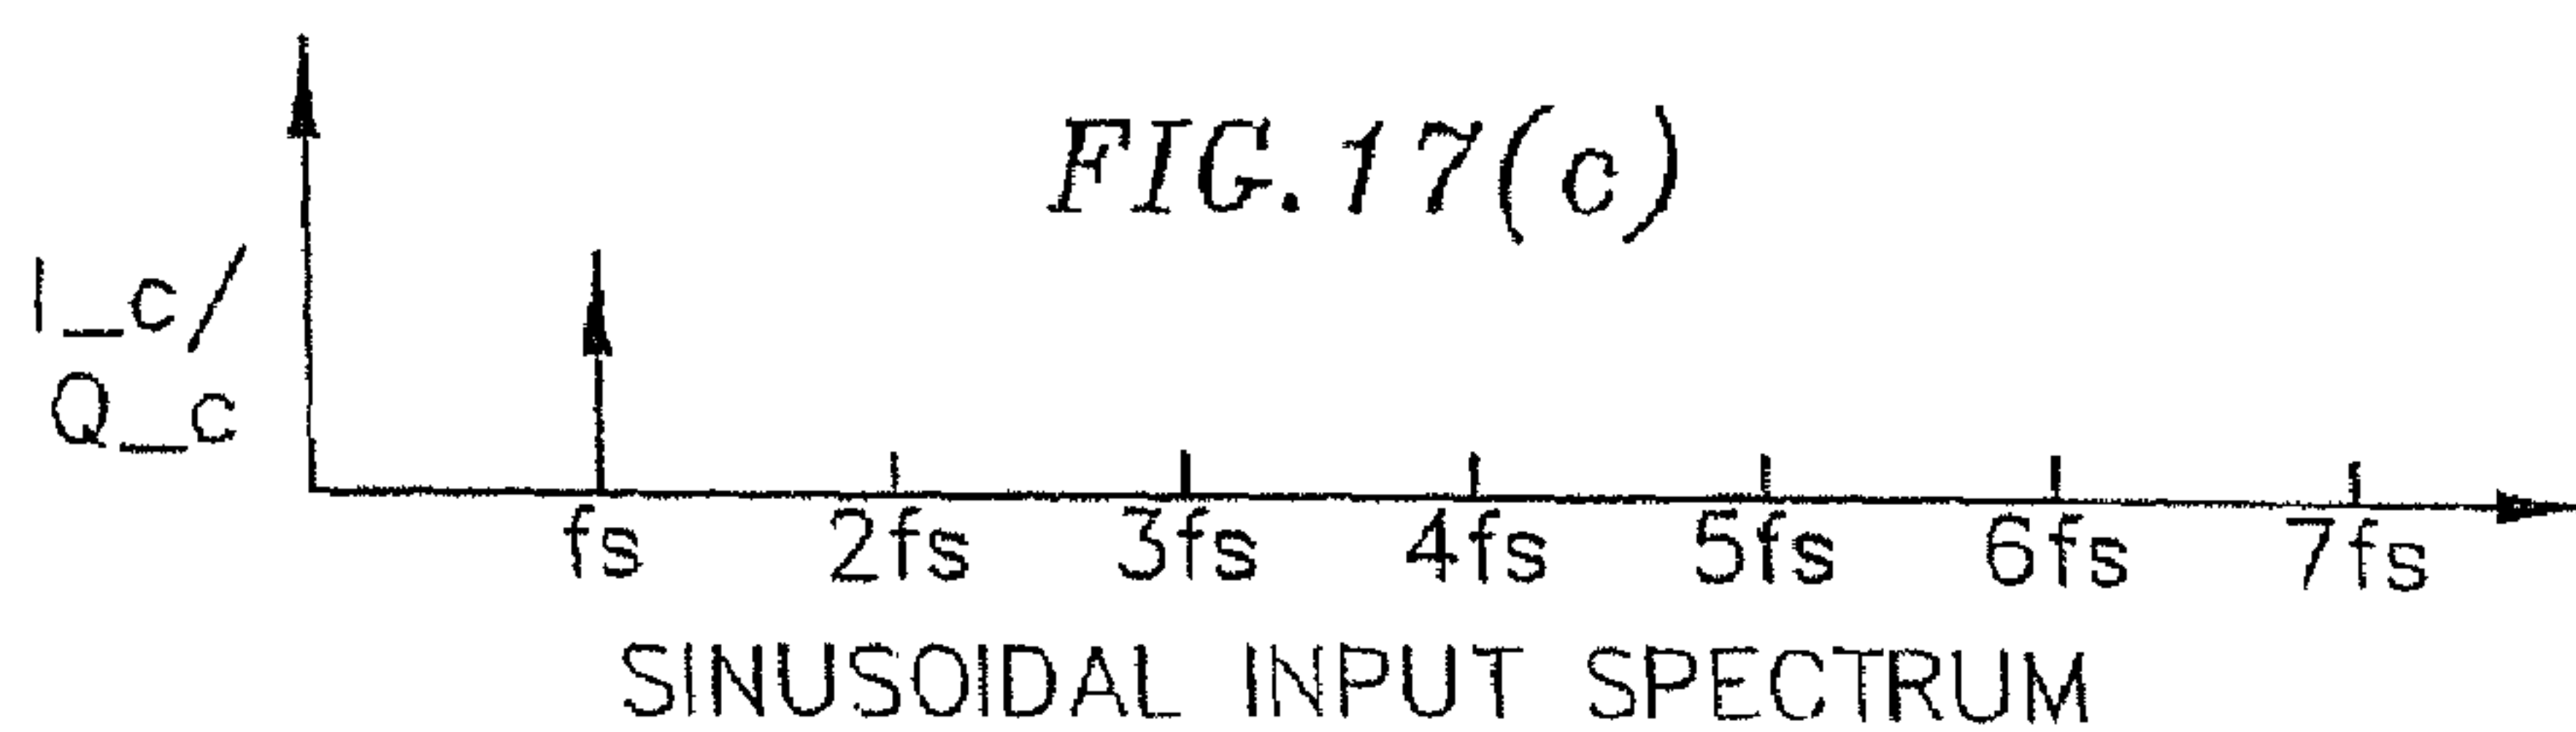 FIG.17(c)
I_c/
Q_c
fs 2fs 3fs 4fs 5fs 6fs 7fs
SINUSOIDAL INPUT SPECTRUM